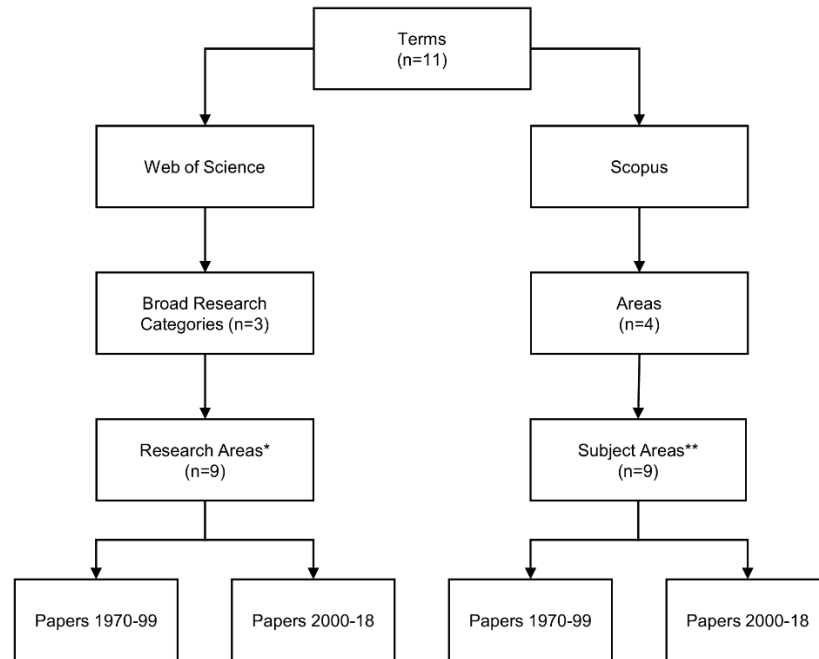 Terms
(n=11)
Web of Science
Scopus
Broad Research
Categories (n=3)
Areas
(n=4)
Research Areas*
(n=9)
Subject Areas**
(n=9)
Papers 1970-99
Papers 2000-18
Papers 1970-99
Papers 2000-18